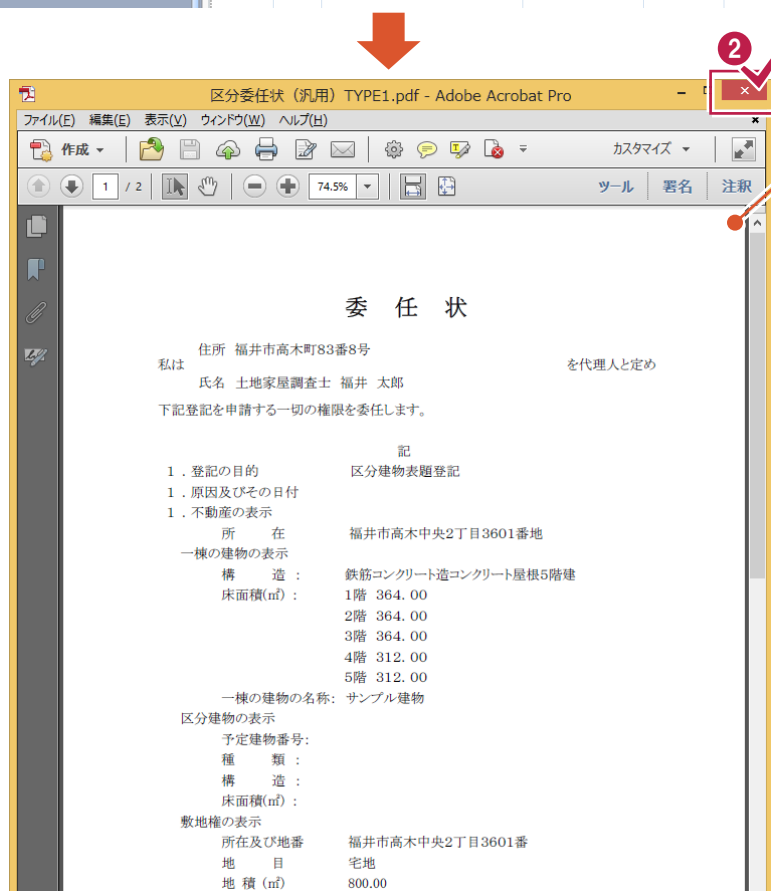 2
区分委任状（汎用）TYPE1.pdf - Adobe Acrobat Pro
ファイル(F) 編集(E) 表示(V) ウィンドウ(W) ヘルプ(H)
作成 カスタマイズ
1 / 2 74.5% ツール 署名 注釈
委 任 状
住所 福井市高木町83番8号
私は を代理人と定め
氏名 土地家屋調査士 福井 太郎
下記登記を申請する一切の権限を委任します。
記
1．登記の目的 区分建物表題登記
1．原因及びその日付
1．不動産の表示
所 在 福井市高木中央2丁目3601番地
一棟の建物の表示
構 造 : 鉄筋コンクリート造コンクリート屋根5階建
床面積(㎡) : 1階 364.00
2階 364.00
3階 364.00
4階 312.00
5階 312.00
一棟の建物の名称: サンプル建物
区分建物の表示
予定建物番号:
種 類 :
構 造 :
床面積(㎡) :
敷地権の表示
所在及び地番 福井市高木中央2丁目3601番
地 目 宅地
地 積 (㎡) 800.00